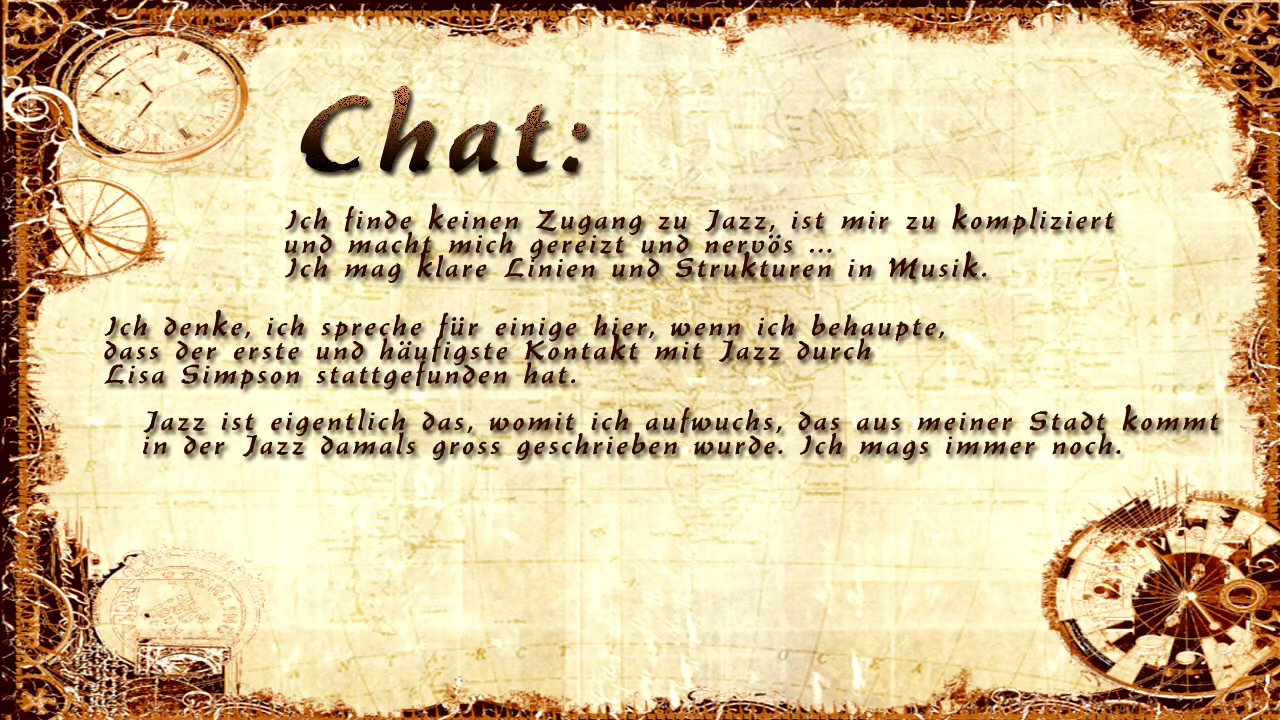 Chat:
Ich finde keinen Zugang zu Jazz, ist mir zu kompliziert
und macht mich gereizt und nervös ...
Ich mag klare Linien und Strukturen in Musik.
Ich denke, ich spreche für einige hier, wenn ich behaupte,
dass der erste und häufigste Kontakt mit Jazz durch
Lisa Simpson stattgefunden hat.
Jazz ist eigentlich das, womit ich aufwuchs, das aus meiner Stadt kommt
in der Jazz damals gross geschrieben wurde. Ich mags immer noch.